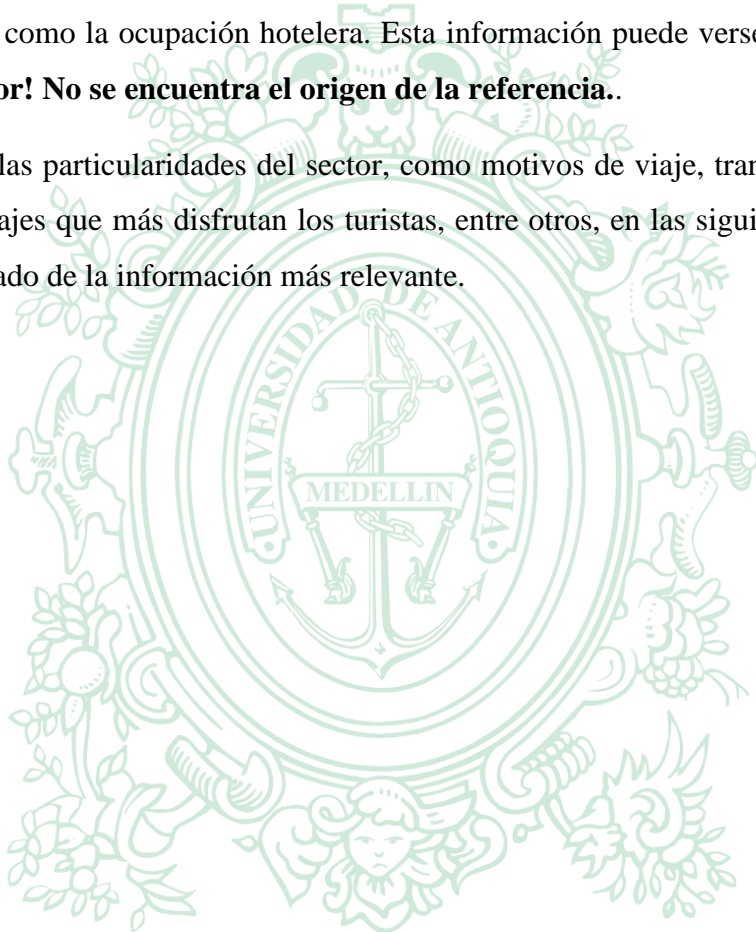 como la ocupación hotelera. Esta información puede verse
or! No se encuentra el origen de la referencia..
las particularidades del sector, como motivos de viaje, tran
ajes que más disfrutan los turistas, entre otros, en las sigui
ado de la información más relevante.
UNIVERSIDAD DE ANTIOQUIA
MEDELLIN